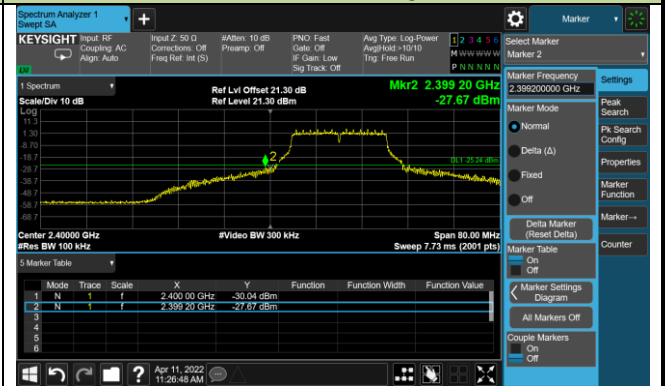 Spectrum Analyzer 1
Swept SA
+
Marker
KEYSIGHT
Input: RF
Coupling: AC
Align: Auto
Input Z: 50 Ω
Corrections: Off
Freq Ref: Int (S)
#Atten: 10 dB
Preamp: Off
PNO: Fast
Gate: Off
IF Gain: Low
Sig Track: Off
Avg Type: Log-Power
Avg|Hold:>10/10
Trig: Free Run
1 2 3 4 5 6
M W W W W W
P N N N N N
Select Marker
Marker 2
1 Spectrum
Scale/Div 10 dB
Log
Ref Lvl Offset 21.30 dB
Ref Level 21.30 dBm
Mkr2 2.399 20 GHz
-27.67 dBm
11.3
1.30
-8.70
-18.7
-28.7
-38.7
-48.7
-58.7
-68.7
2
DL1 -25.24 dBm
Center 2.40000 GHz
#Res BW 100 kHz
#Video BW 300 kHz
Span 80.00 MHz
Sweep 7.73 ms (2001 pts)
5 Marker Table
Mode Trace Scale X Y Function Function Width Function Value
1 N 1 f 2.400 00 GHz -30.04 dBm
2 N 1 f 2.399 20 GHz -27.67 dBm
3
4
5
6
Marker Frequency
2.399200000 GHz
Marker Mode
Normal
Delta (Δ)
Fixed
Off
Delta Marker
(Reset Delta)
Marker Table
On
Off
Marker Settings
Diagram
All Markers Off
Couple Markers
On
Off
Settings
Peak
Search
Pk Search
Config
Properties
Marker
Function
Marker→
Counter
?
Apr 11, 2022
11:26:48 AM